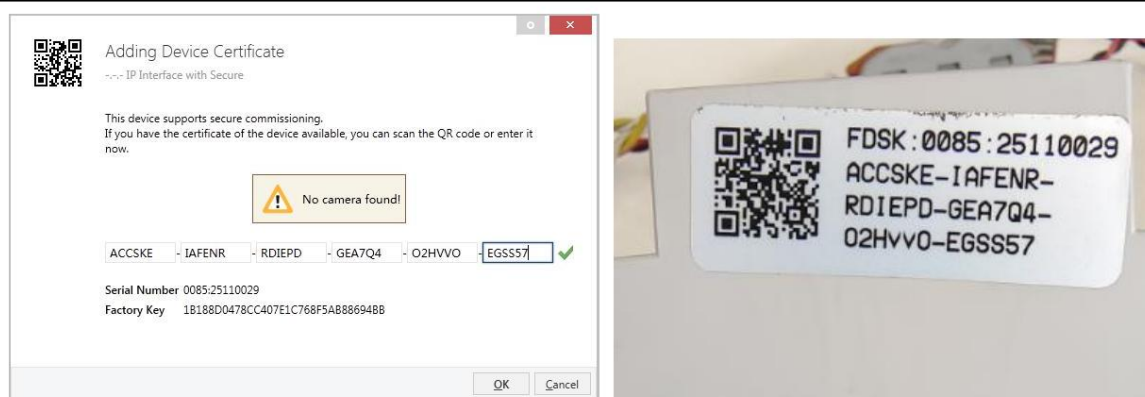 Adding Device Certificate
-.-.- IP Interface with Secure
This device supports secure commissioning.
If you have the certificate of the device available, you can scan the QR code or enter it
now.
No camera found!
ACCSKE - IAFENR - RDIEPD - GEA7Q4 - O2HVVO - EGSS57
Serial Number 0085:25110029
Factory Key 1B188D0478CC407E1C768F5AB88694BB
OK Cancel
FDSK:0085:25110029
ACCSKE-IAFENR-
RDIEPD-GEA7Q4-
O2HVVO-EGSS57